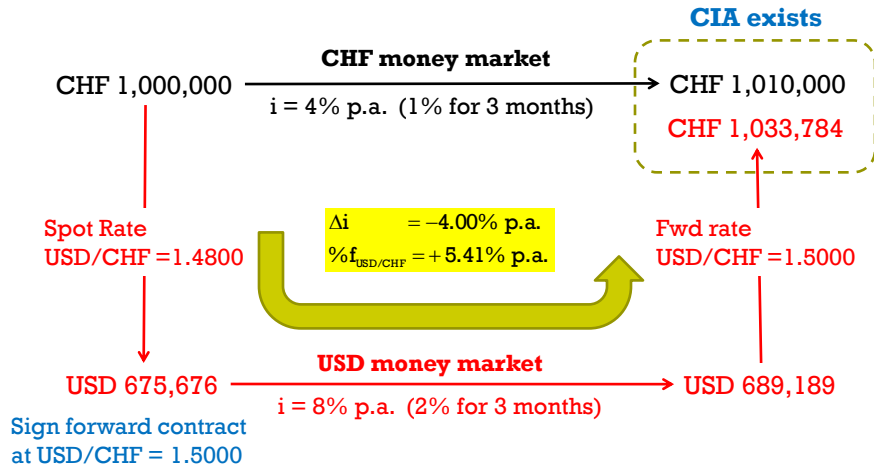 CIA exists
CHF money market
CHF 1,000,000
CHF 1,010,000
i = 4% p.a. (1% for 3 months)
CHF 1,033,784
Δi = −4.00% p.a.
%f_USD/CHF = + 5.41% p.a.
Spot Rate
USD/CHF =1.4800
Fwd rate
USD/CHF =1.5000
USD money market
USD 675,676
USD 689,189
i = 8% p.a. (2% for 3 months)
Sign forward contract
at USD/CHF = 1.5000